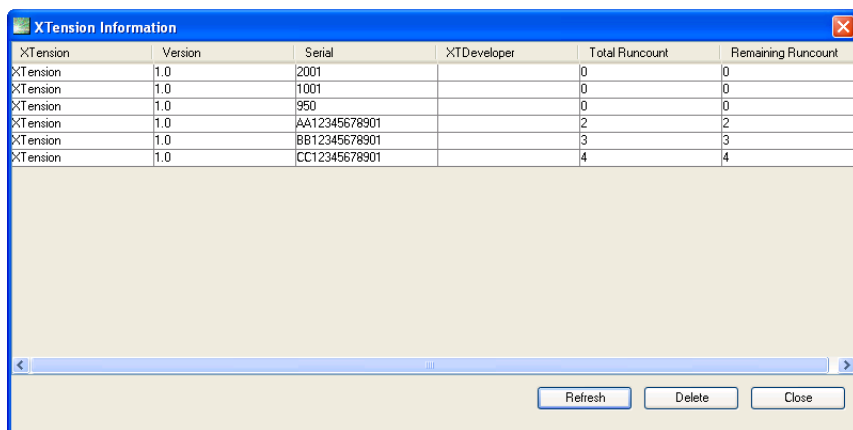 XTension Information
XTension Version Serial XTDeveloper Total Runcount Remaining Runcount
XTension 1.0 2001 0 0
XTension 1.0 1001 0 0
XTension 1.0 950 0 0
XTension 1.0 AA12345678901 2 2
XTension 1.0 BB12345678901 3 3
XTension 1.0 CC12345678901 4 4
Refresh Delete Close